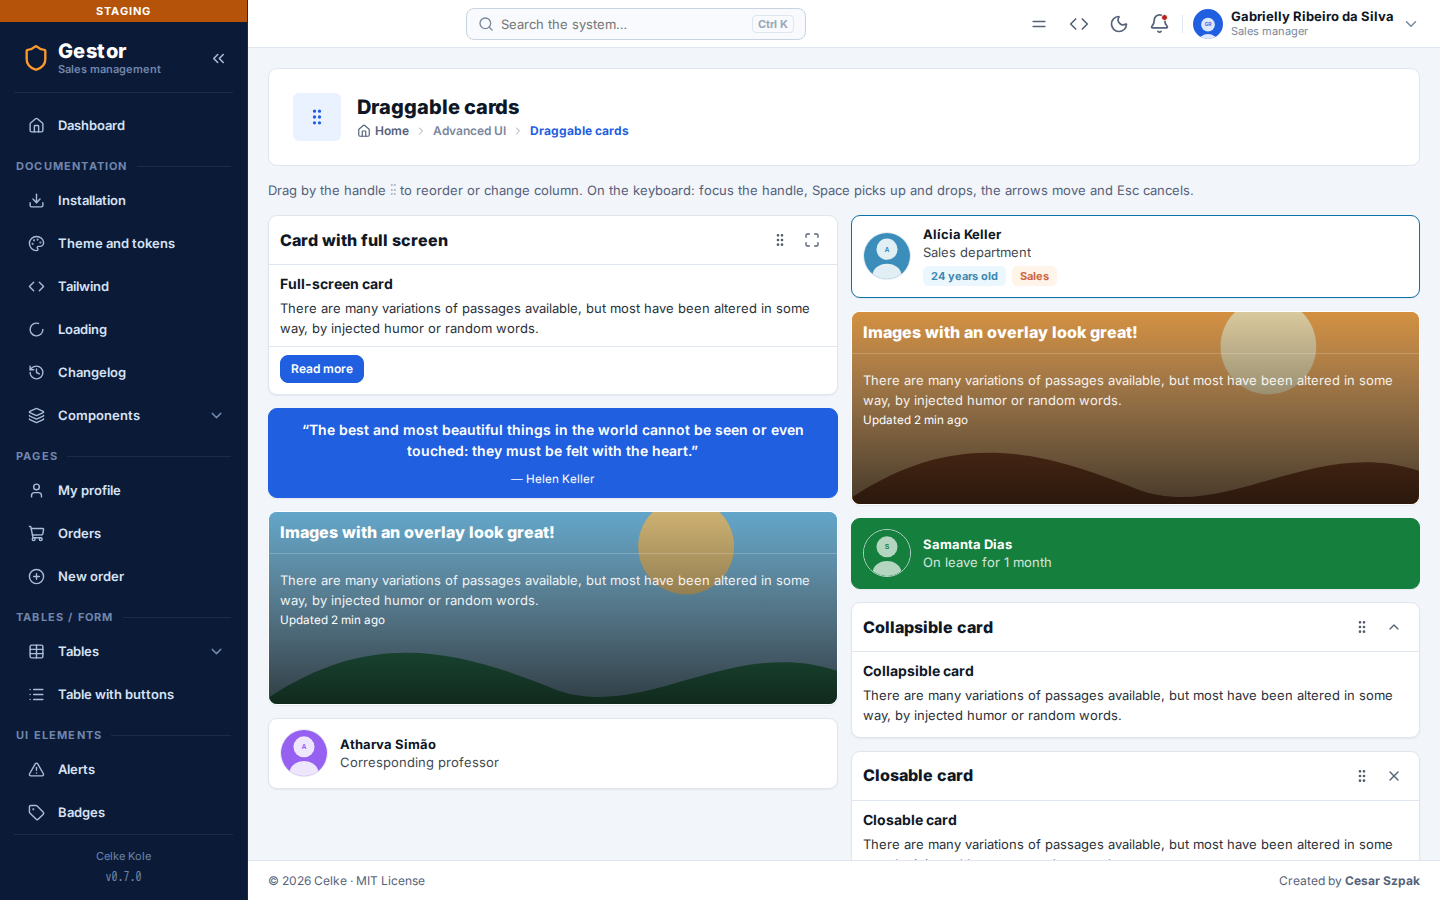 STAGING
Gestor
Sales management
Dashboard
DOCUMENTATION
Installation
Theme and tokens
Tailwind
Loading
Changelog
Components
PAGES
My profile
Orders
New order
TABLES / FORM
Tables
Table with buttons
UI ELEMENTS
Alerts
Badges
Celke Kole
v0.7.0
Search the system...
Ctrl K
GR
Gabrielly Ribeiro da Silva
Sales manager
Draggable cards
Home
Advanced UI
Draggable cards
Drag by the handle ⠿ to reorder or change column. On the keyboard: focus the handle, Space picks up and drops, the arrows move and Esc cancels.
Card with full screen
Full-screen card
There are many variations of passages available, but most have been altered in some
way, by injected humor or random words.
Read more
“The best and most beautiful things in the world cannot be seen or even
touched: they must be felt with the heart.”
— Helen Keller
Images with an overlay look great!
There are many variations of passages available, but most have been altered in some
way, by injected humor or random words.
Updated 2 min ago
A
Atharva Simão
Corresponding professor
A
Alícia Keller
Sales department
24 years old
Sales
Images with an overlay look great!
There are many variations of passages available, but most have been altered in some
way, by injected humor or random words.
Updated 2 min ago
S
Samanta Dias
On leave for 1 month
Collapsible card
Collapsible card
There are many variations of passages available, but most have been altered in some
way, by injected humor or random words.
Closable card
Closable card
There are many variations of passages available, but most have been altered in some
© 2026 Celke · MIT License
Created by Cesar Szpak